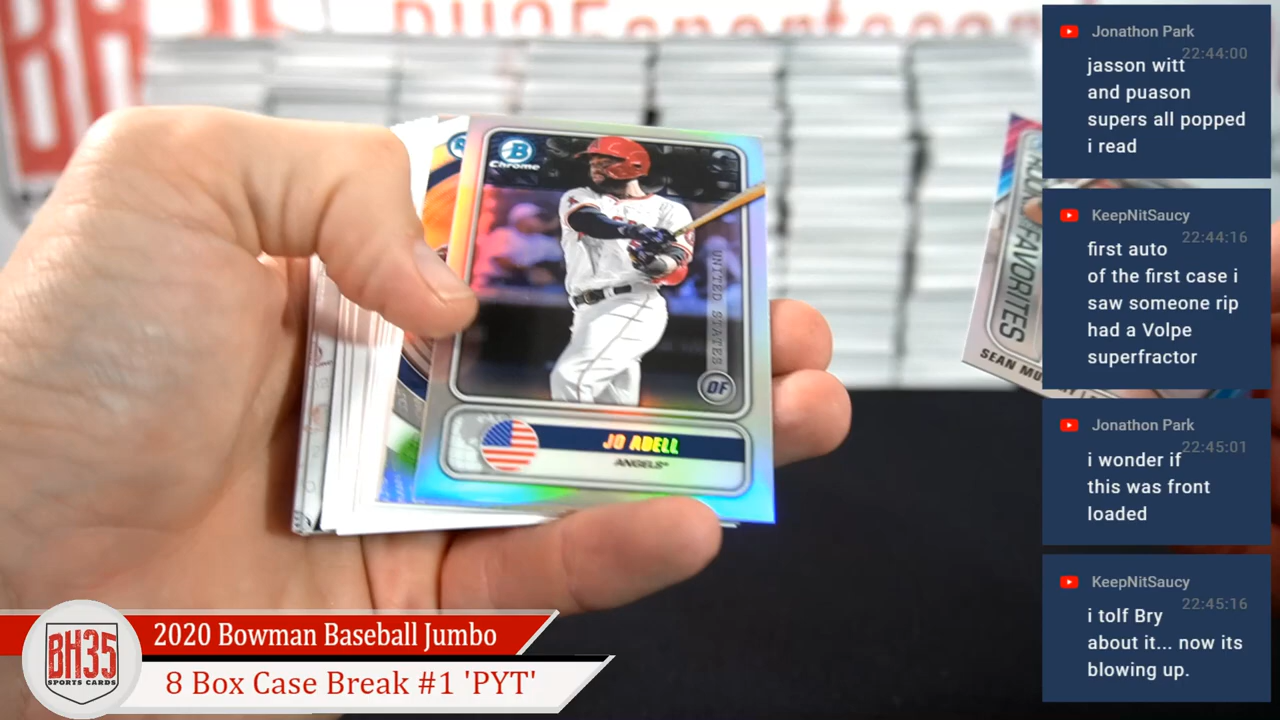 BH35sportscards
B
Chrome
UNITED STATES
OF
JO ADELL
ANGELS
FAVORITES
SEAN MU
Jonathon Park
22:44:00
jasson witt
and puason
supers all popped
i read
KeepNitSaucy
22:44:16
first auto
of the first case i
saw someone rip
had a Volpe
superfractor
Jonathon Park
22:45:01
i wonder if
this was front
loaded
KeepNitSaucy
22:45:16
i tolf Bry
about it... now its
blowing up.
BH35
SPORTS CARDS
2020 Bowman Baseball Jumbo
8 Box Case Break #1 'PYT'